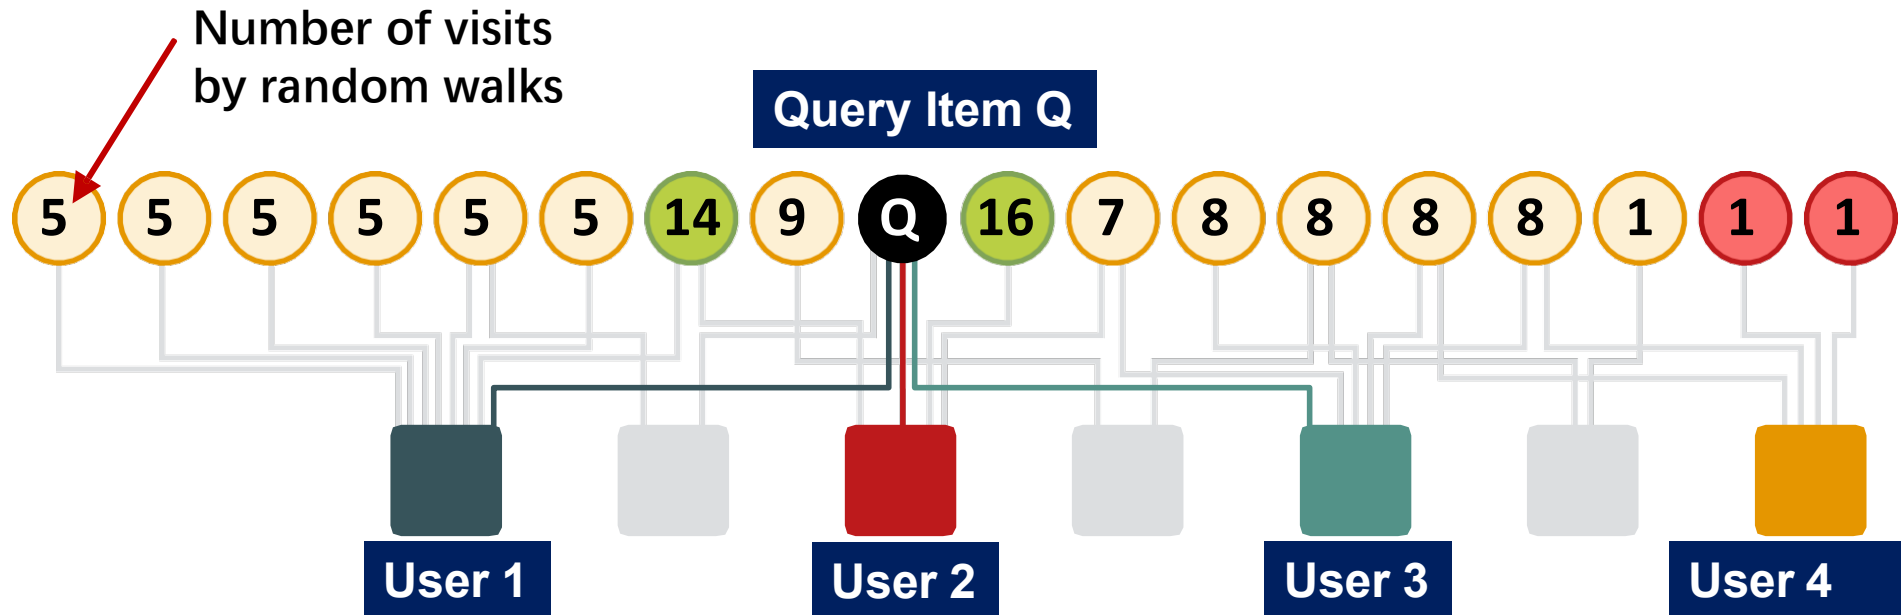 Number of visits
by random walks
Query Item Q
5 5 5 5 5 5 14 9 Q 16 7 8 8 8 8 1 1 1
User 1 User 2 User 3 User 4